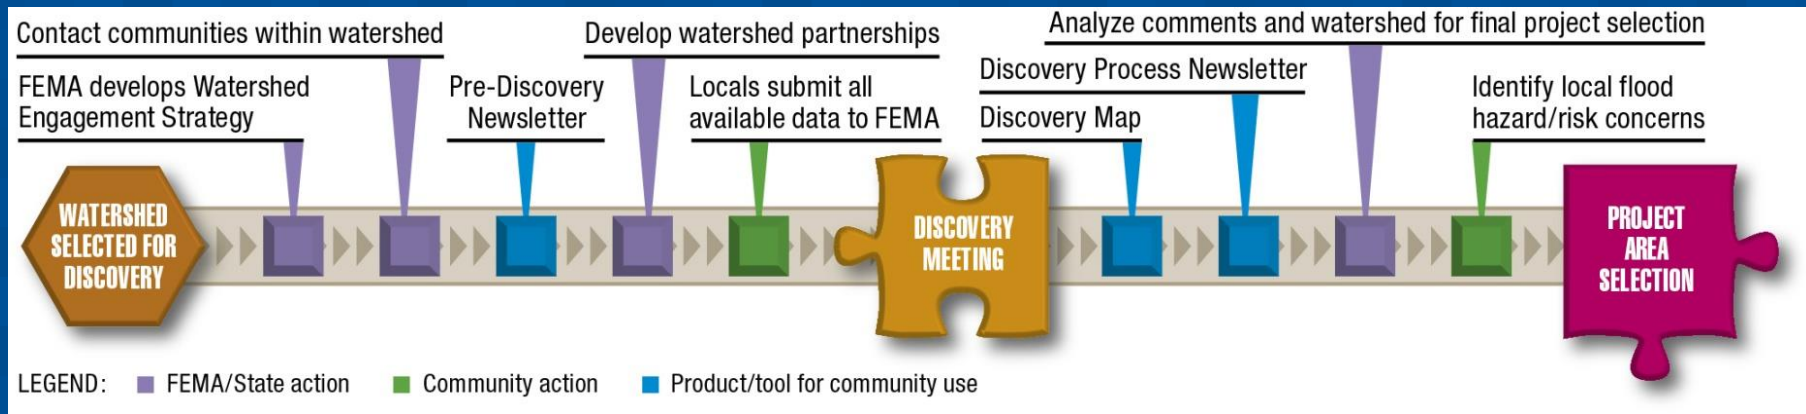 Contact communities within watershed
FEMA develops Watershed
Engagement Strategy
Pre-Discovery
Newsletter
Develop watershed partnerships
Locals submit all
available data to FEMA
Analyze comments and watershed for final project selection
Discovery Process Newsletter
Discovery Map
Identify local flood
hazard/risk concerns
WATERSHED
SELECTED FOR
DISCOVERY
DISCOVERY
MEETING
PROJECT
AREA
SELECTION
LEGEND: FEMA/State action Community action Product/tool for community use